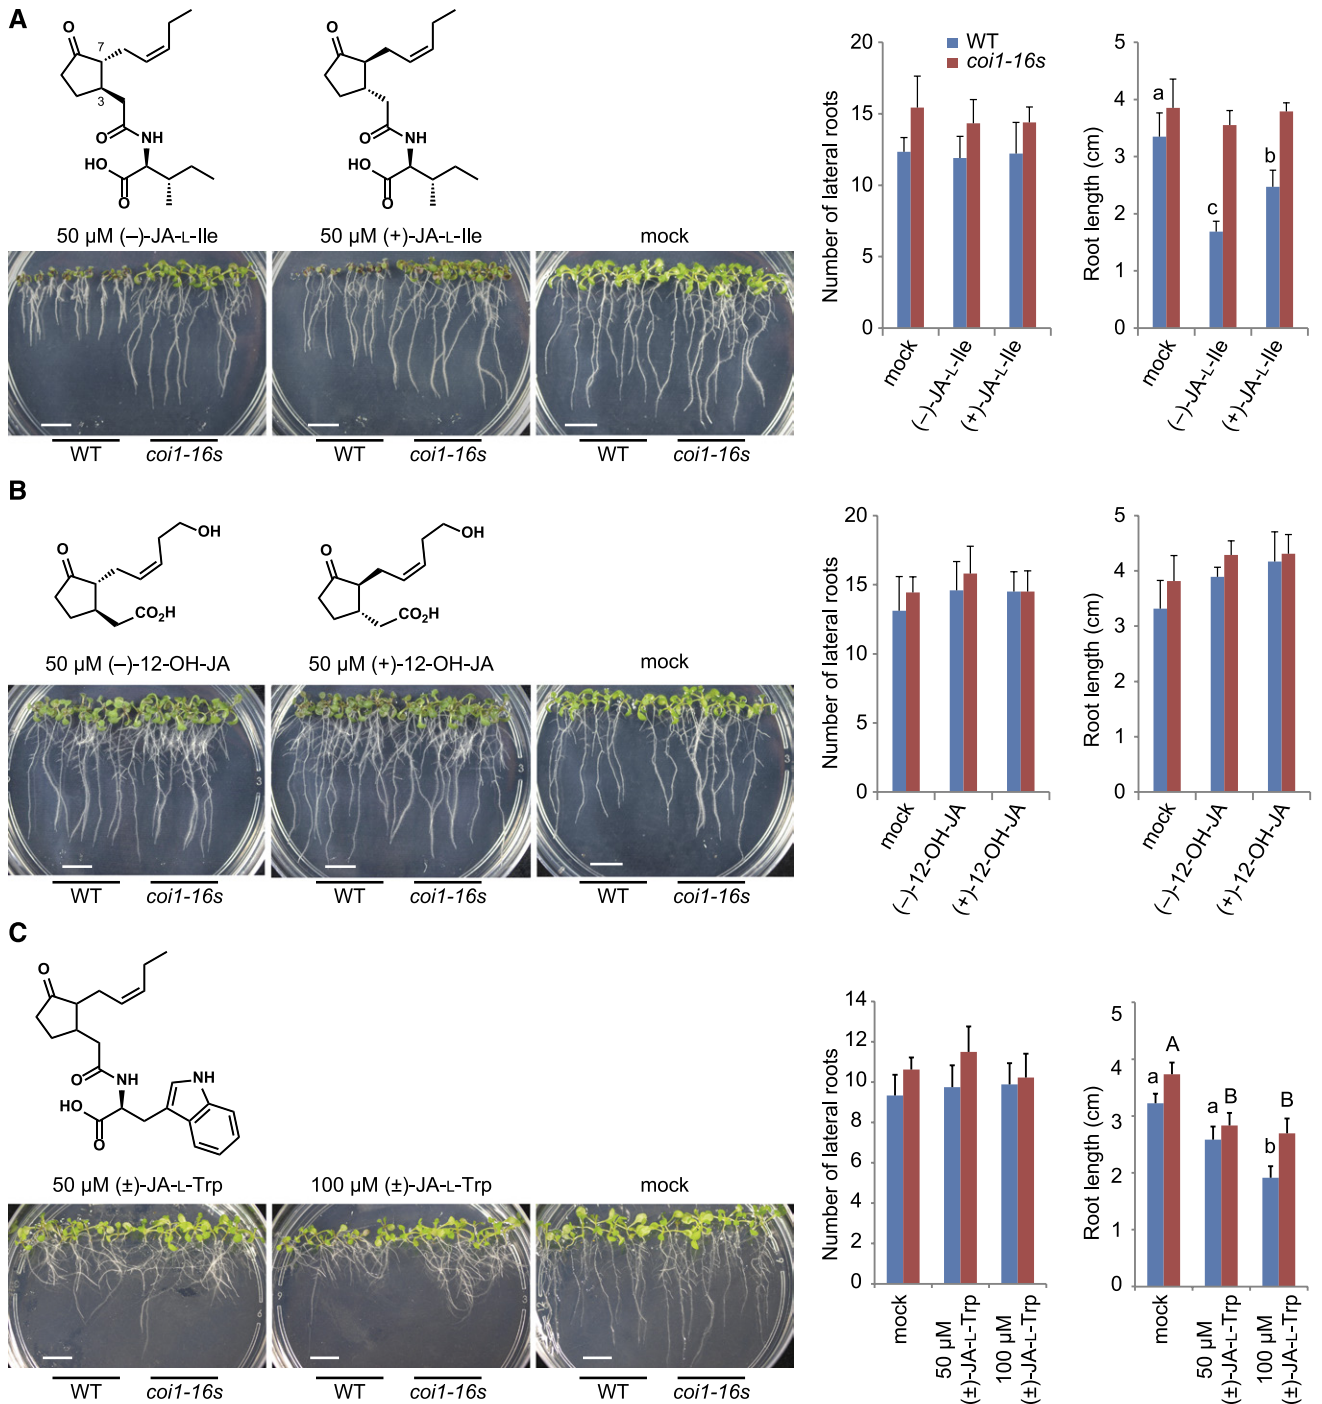 A
O
7
3
O
NH
HO
O
50 µM (–)-JA-L-Ile
O
O
NH
HO
O
50 µM (+)-JA-L-Ile
mock
WT
coi1-16s
WT
coi1-16s
WT
coi1-16s
Number of lateral roots
20
15
10
5
0
WT
coi1-16s
mock
(–)-JA-L-Ile
(+)-JA-L-Ile
Root length (cm)
5
4
3
2
1
0
a
c
b
mock
(–)-JA-L-Ile
(+)-JA-L-Ile
B
O
OH
CO2H
50 µM (–)-12-OH-JA
O
OH
CO2H
50 µM (+)-12-OH-JA
mock
3
3
3
WT
coi1-16s
WT
coi1-16s
WT
coi1-16s
Number of lateral roots
20
15
10
5
0
mock
(–)-12-OH-JA
(+)-12-OH-JA
Root length (cm)
5
4
3
2
1
0
mock
(–)-12-OH-JA
(+)-12-OH-JA
C
O
O
NH
HO
O
NH
50 µM (±)-JA-L-Trp
100 µM (±)-JA-L-Trp
mock
6
9
3
WT
coi1-16s
WT
coi1-16s
WT
coi1-16s
Number of lateral roots
14
12
10
8
6
4
2
0
mock
50 µM
(±)-JA-L-Trp
100 µM
(±)-JA-L-Trp
Root length (cm)
5
4
3
2
1
0
a
A
a
B
b
B
mock
50 µM
(±)-JA-L-Trp
100 µM
(±)-JA-L-Trp